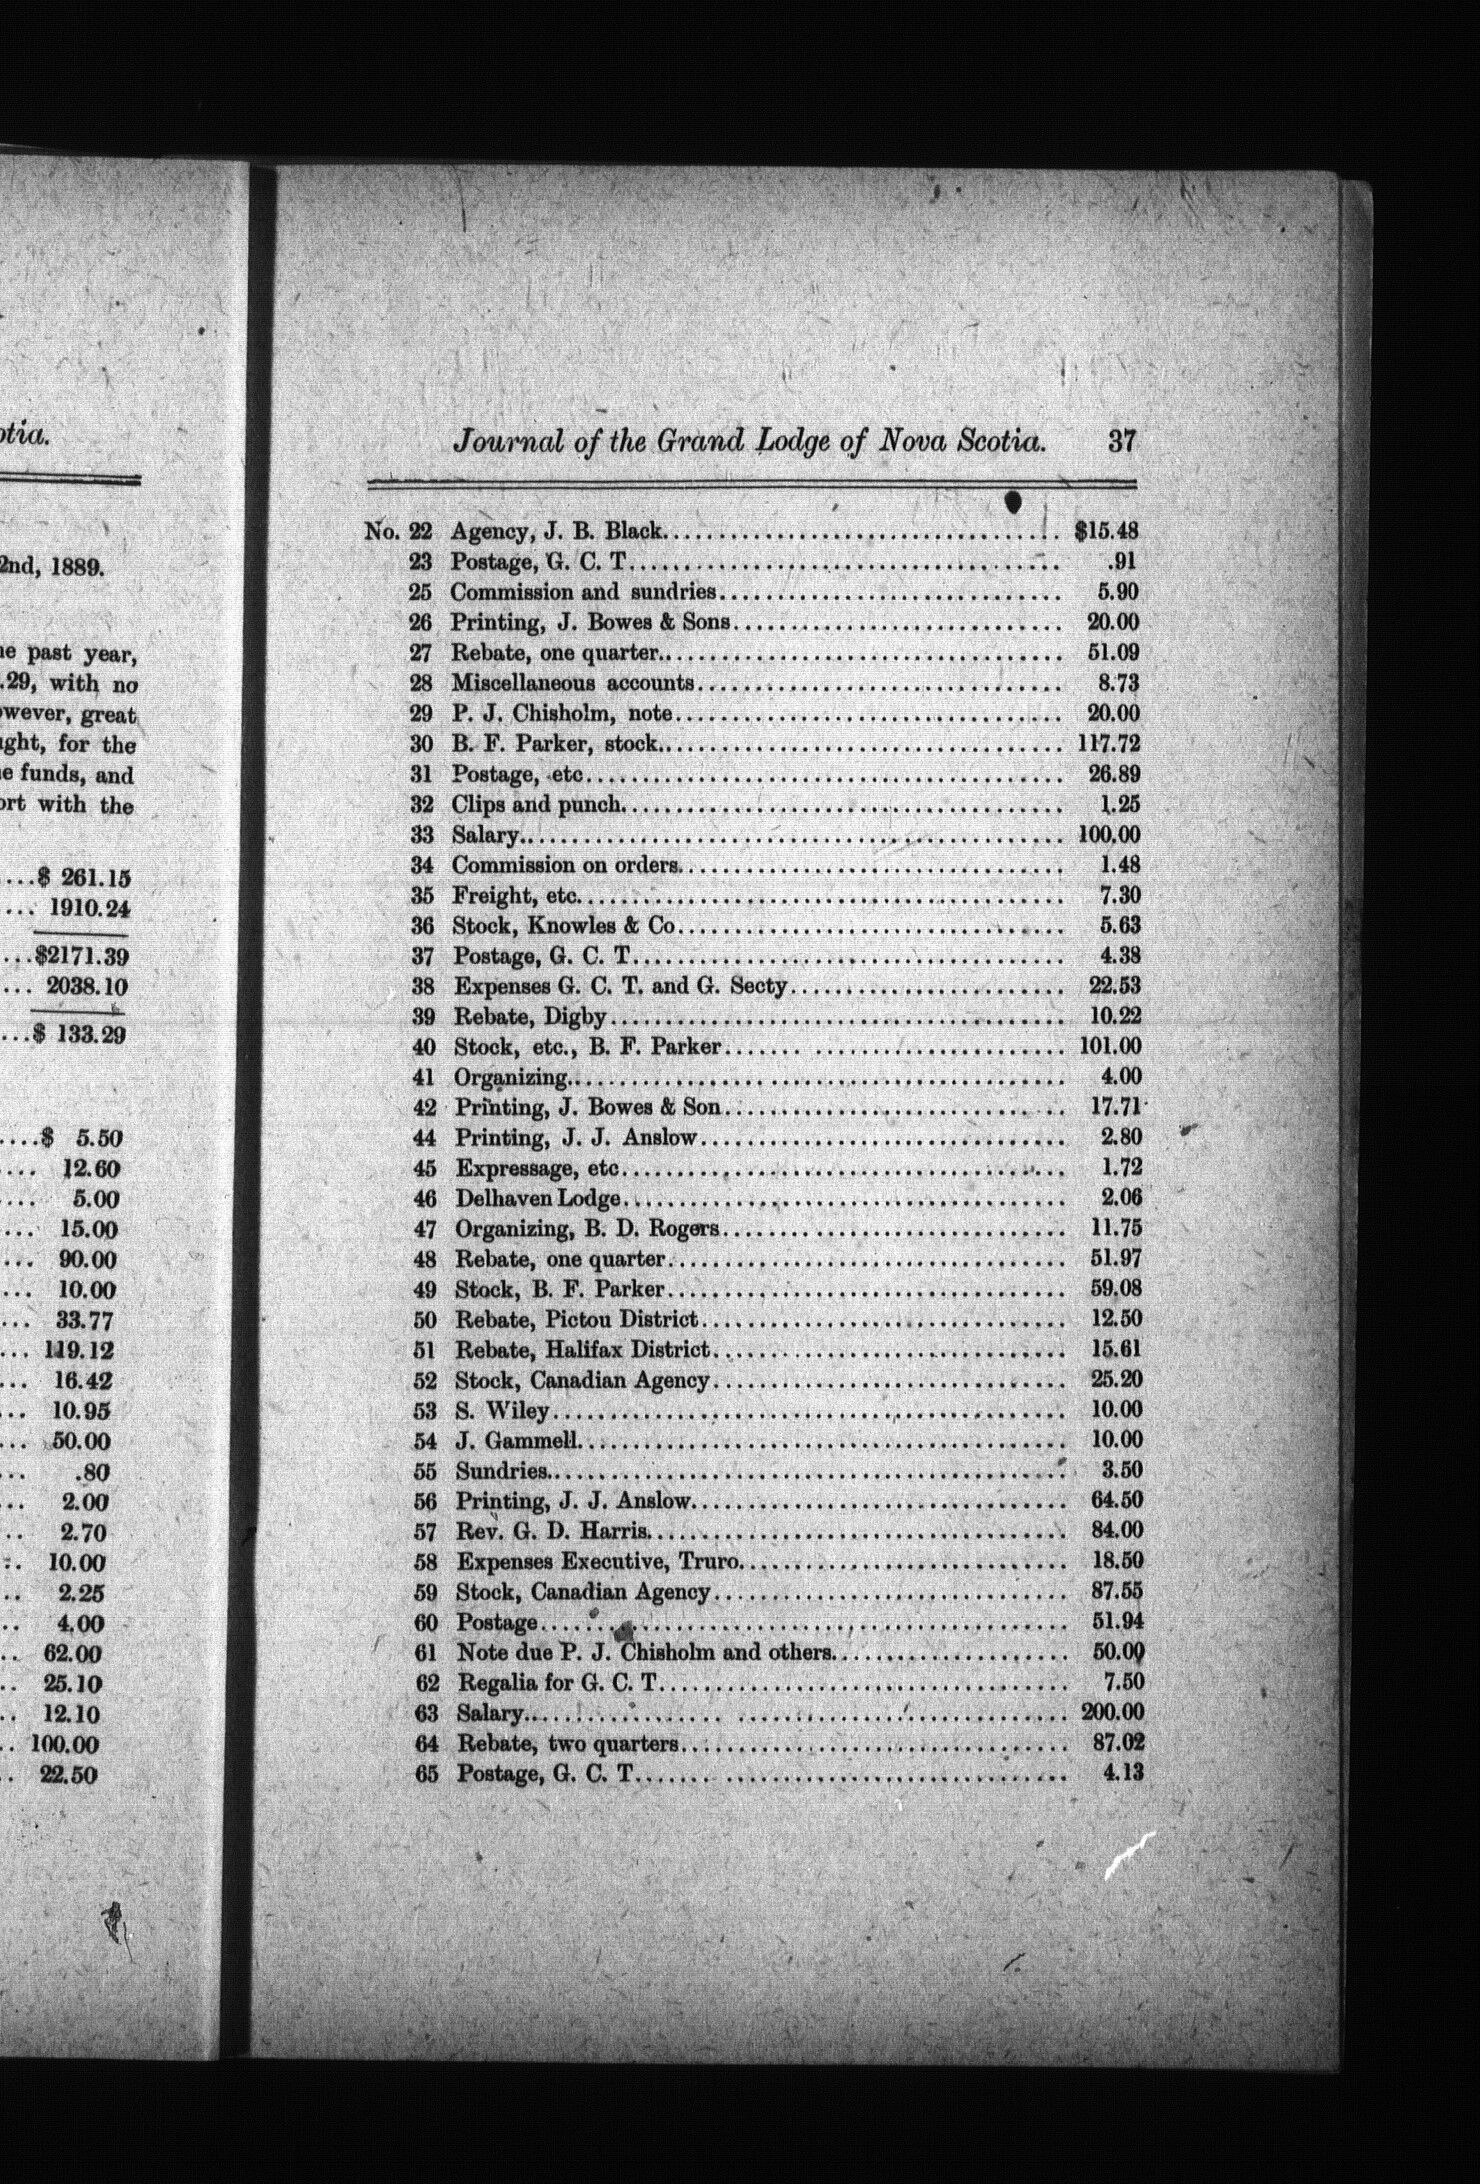 otia.
2nd, 1889.
past year,
.29, with no
great
for the
funds, and
with the
....$ 261.15
... 1910.24
...$2171.39
... 2038.10
...$ 133.29
....$ 5.50
.... 12.60
.... 5.00
.... 15.00
... 90.00
... 10.00
... 33.77
... 119.12
... 16.42
.. 10.95
... 50.00
... .80
.. 2.00
.. 2.70
.. 10.00
.. 2.25
.. 4.00
.. 62.00
.. 25.10
.. 12.10
.. 100.00
.. 22.50
Journal of the Grand Lodge of Nova Scotia. 37
No. 22 Agency, J. B. Black.................................. $15.48
23 Postage, G. C. T...................................... .91
25 Commission and sundries.............................. 5.90
26 Printing, J. Bowes & Sons............................ 20.00
27 Rebate, one quarter.................................. 51.09
28 Miscellaneous accounts............................... 8.73
29 P. J. Chisholm, note................................. 20.00
30 B. F. Parker, stock.................................. 117.72
31 Postage, etc......................................... 26.89
32 Clips and punch...................................... 1.25
33 Salary............................................... 100.00
34 Commission on orders................................. 1.48
35 Freight, etc......................................... 7.30
36 Stock, Knowles & Co.................................. 5.63
37 Postage, G. C. T..................................... 4.38
38 Expenses G. C. T. and G. Secty....................... 22.53
39 Rebate, Digby........................................ 10.22
40 Stock, etc., B. F. Parker....... .................... 101.00
41 Organizing........................................... 4.00
42 Printing, J. Bowes & Son............................. 17.71
44 Printing, J. J. Anslow............................... 2.80
45 Expressage, etc...................................... 1.72
46 Delhaven Lodge....................................... 2.06
47 Organizing, B. D. Rogers............................. 11.75
48 Rebate, one quarter.................................. 51.97
49 Stock, B. F. Parker.................................. 59.08
50 Rebate, Pictou District.............................. 12.50
51 Rebate, Halifax District............................. 15.61
52 Stock, Canadian Agency............................... 25.20
53 S. Wiley............................................. 10.00
54 J. Gammell........................................... 10.00
55 Sundries............................................. 3.50
56 Printing, J. J. Anslow............................... 64.50
57 Rev. G. D. Harris.................................... 84.00
58 Expenses Executive, Truro............................ 18.50
59 Stock, Canadian Agency............................... 87.55
60 Postage.............................................. 51.94
61 Note due P. J. Chisholm and others................... 50.00
62 Regalia for G. C. T.................................. 7.50
63 Salary................. ............................. 200.00
64 Rebate, two quarters................................. 87.02
65 Postage, G. C. T....... ............................. 4.13